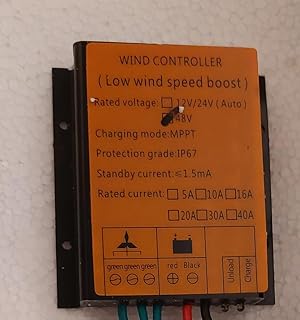 WIND CONTROLLER
( Low wind speed boost )
Rated voltage: 12V/24V ( Auto )
48V
Charging mode: MPPT
Protection grade: IP67
Standby current: ≤ 1.5mA
Rated current: 5A 10A 16A
20A 30A 40A
green green green red Black Unload Charge